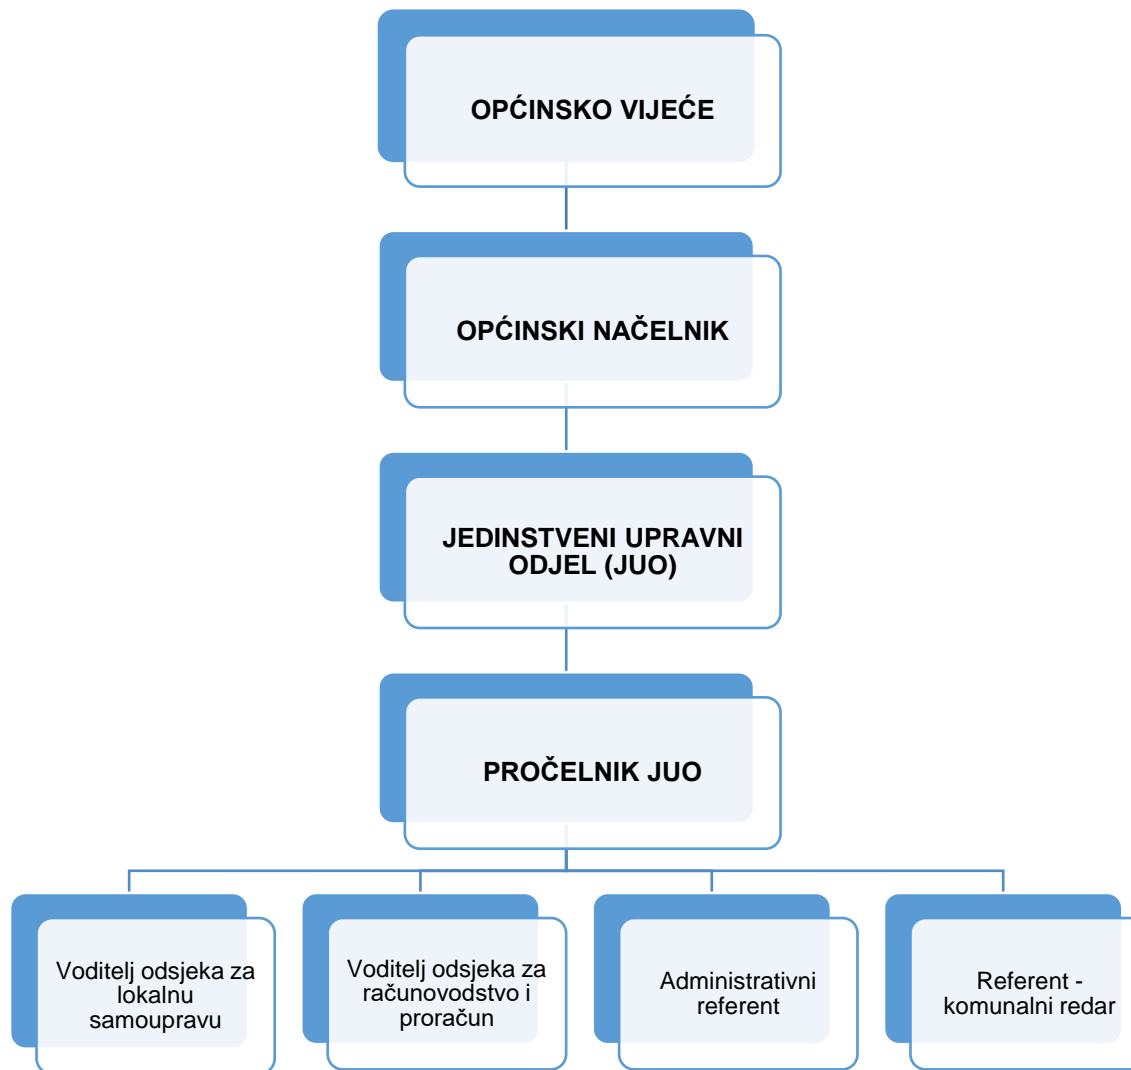 OPĆINSKO VIJEĆE
OPĆINSKI NAČELNIK
JEDINSTVENI UPRAVNI
ODJEL (JUO)
PROČELNIK JUO
Voditelj odsjeka za
lokalnu
samoupravu
Voditelj odsjeka za
računovodstvo i
proračun
Administrativni
referent
Referent -
komunalni redar